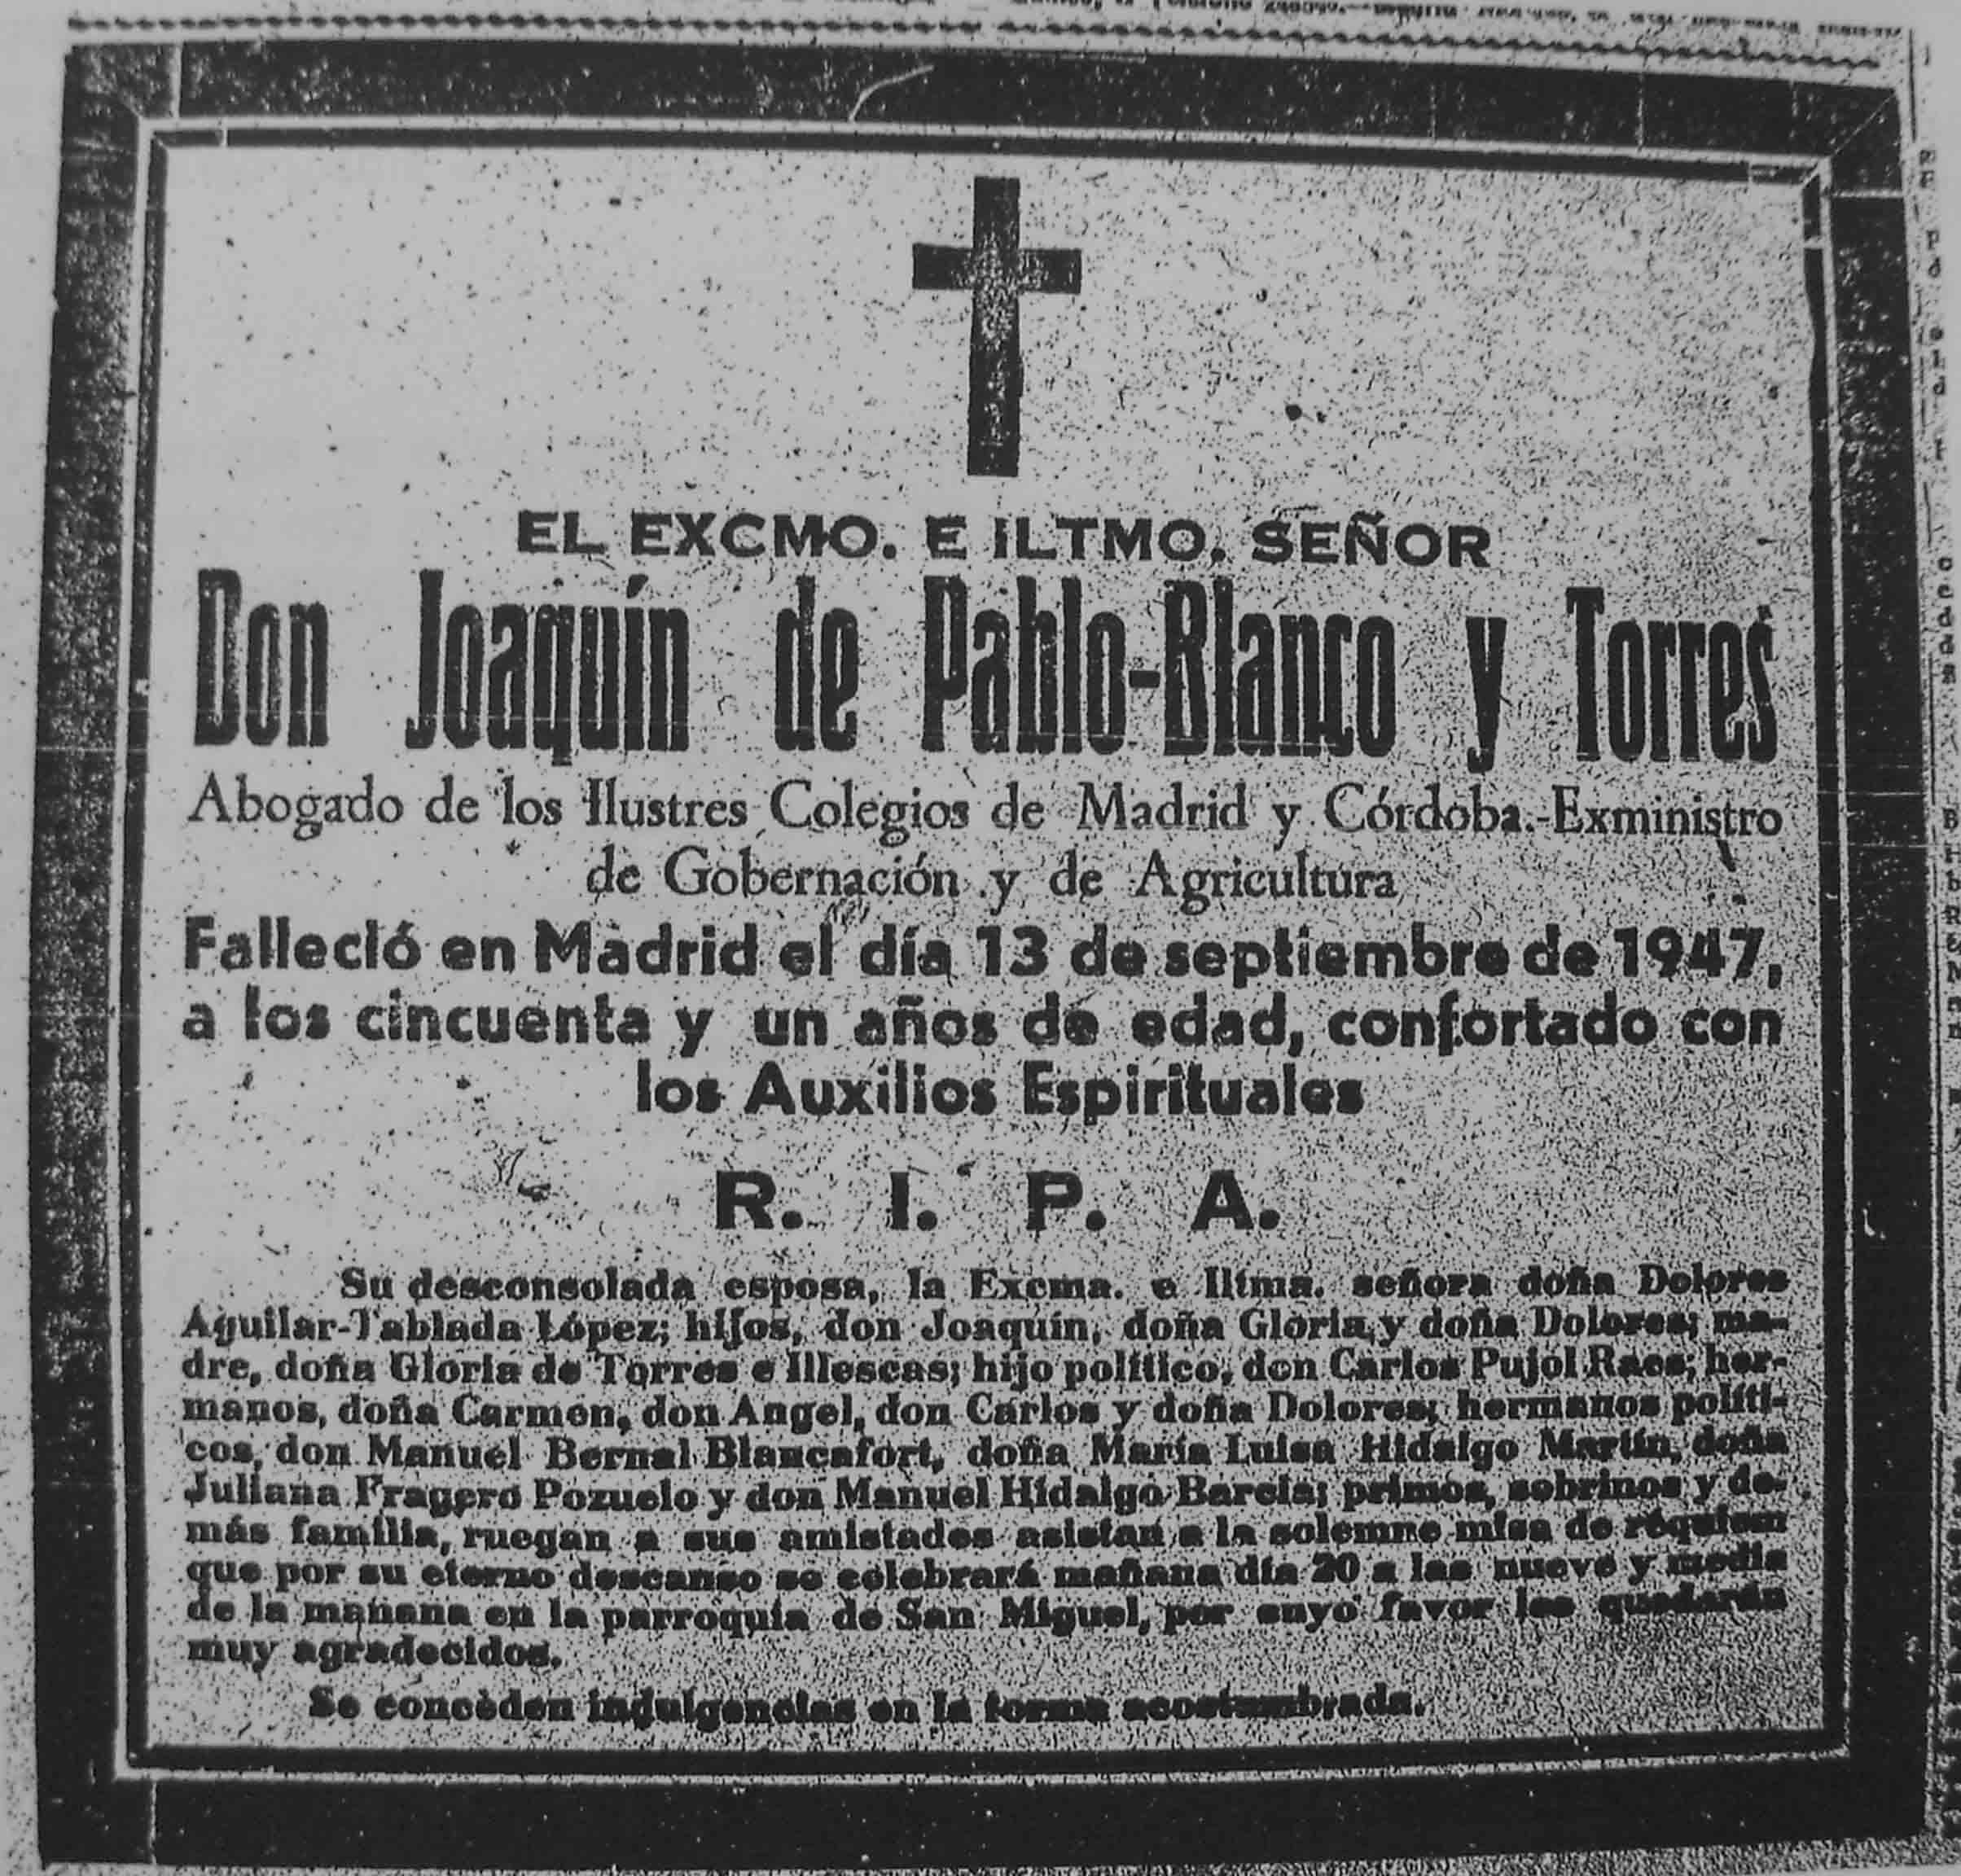 EL EXCMO. E ILTMO. SEÑOR
Don Joaquín de Pablo-Blanco y Torres
Abogado de los Ilustres Colegios de Madrid y Córdoba.-Exministro
de Gobernación y de Agricultura
Falleció en Madrid el día 13 de septiembre de 1947,
a los cincuenta y un años de edad, confortado con
los Auxilios Espirituales
R. I. P. A.
Su desconsolada esposa, la Excma. e Iltma. señora doña Dolores
Aguilar-Tablada López; hijos, don Joaquín, doña Gloria y doña Dolores; ma-
dre, doña Gloria de Torres e Illescas; hijo político, don Carlos Pujol Raes; her-
manos, doña Carmen, don Angel, don Carlos y doña Dolores; hermanos políti-
cos, don Manuel Bernal Blancafort, doña María Luisa Hidalgo Martín, doña
Juliana Fragero Pozuelo y don Manuel Hidalgo Barcia; primos, sobrinos y de-
más familia, ruegan a sus amistades asistan a la solemne misa de réquiem
que por su eterno descanso se celebrará mañana día 20 a las nueve y media
de la mañana en la parroquia de San Miguel, por cuyo favor les quedarán
muy agradecidos.
Se concèden indulgencias en la forma acostumbrada.